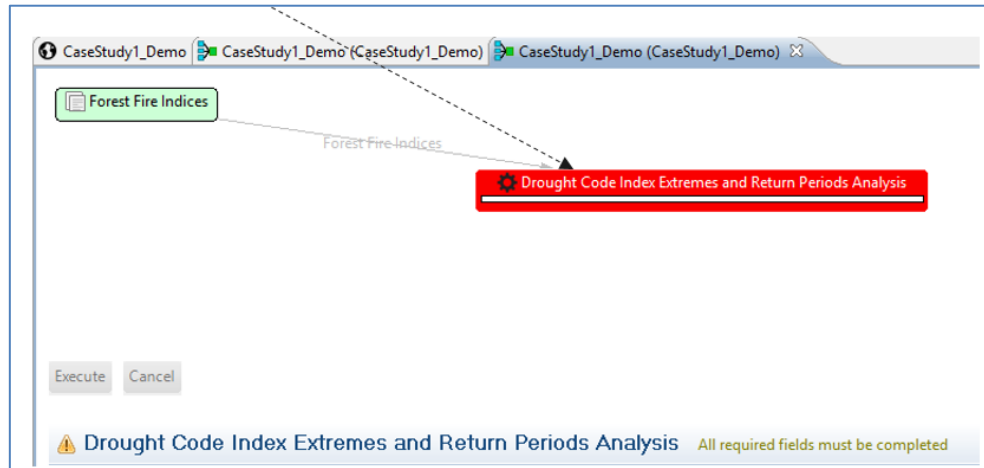 CaseStudy1_Demo CaseStudy1_Demo (CaseStudy1_Demo) CaseStudy1_Demo (CaseStudy1_Demo)
Forest Fire Indices
Forest Fire Indices
Drought Code Index Extremes and Return Periods Analysis
Execute Cancel
Drought Code Index Extremes and Return Periods Analysis All required fields must be completed